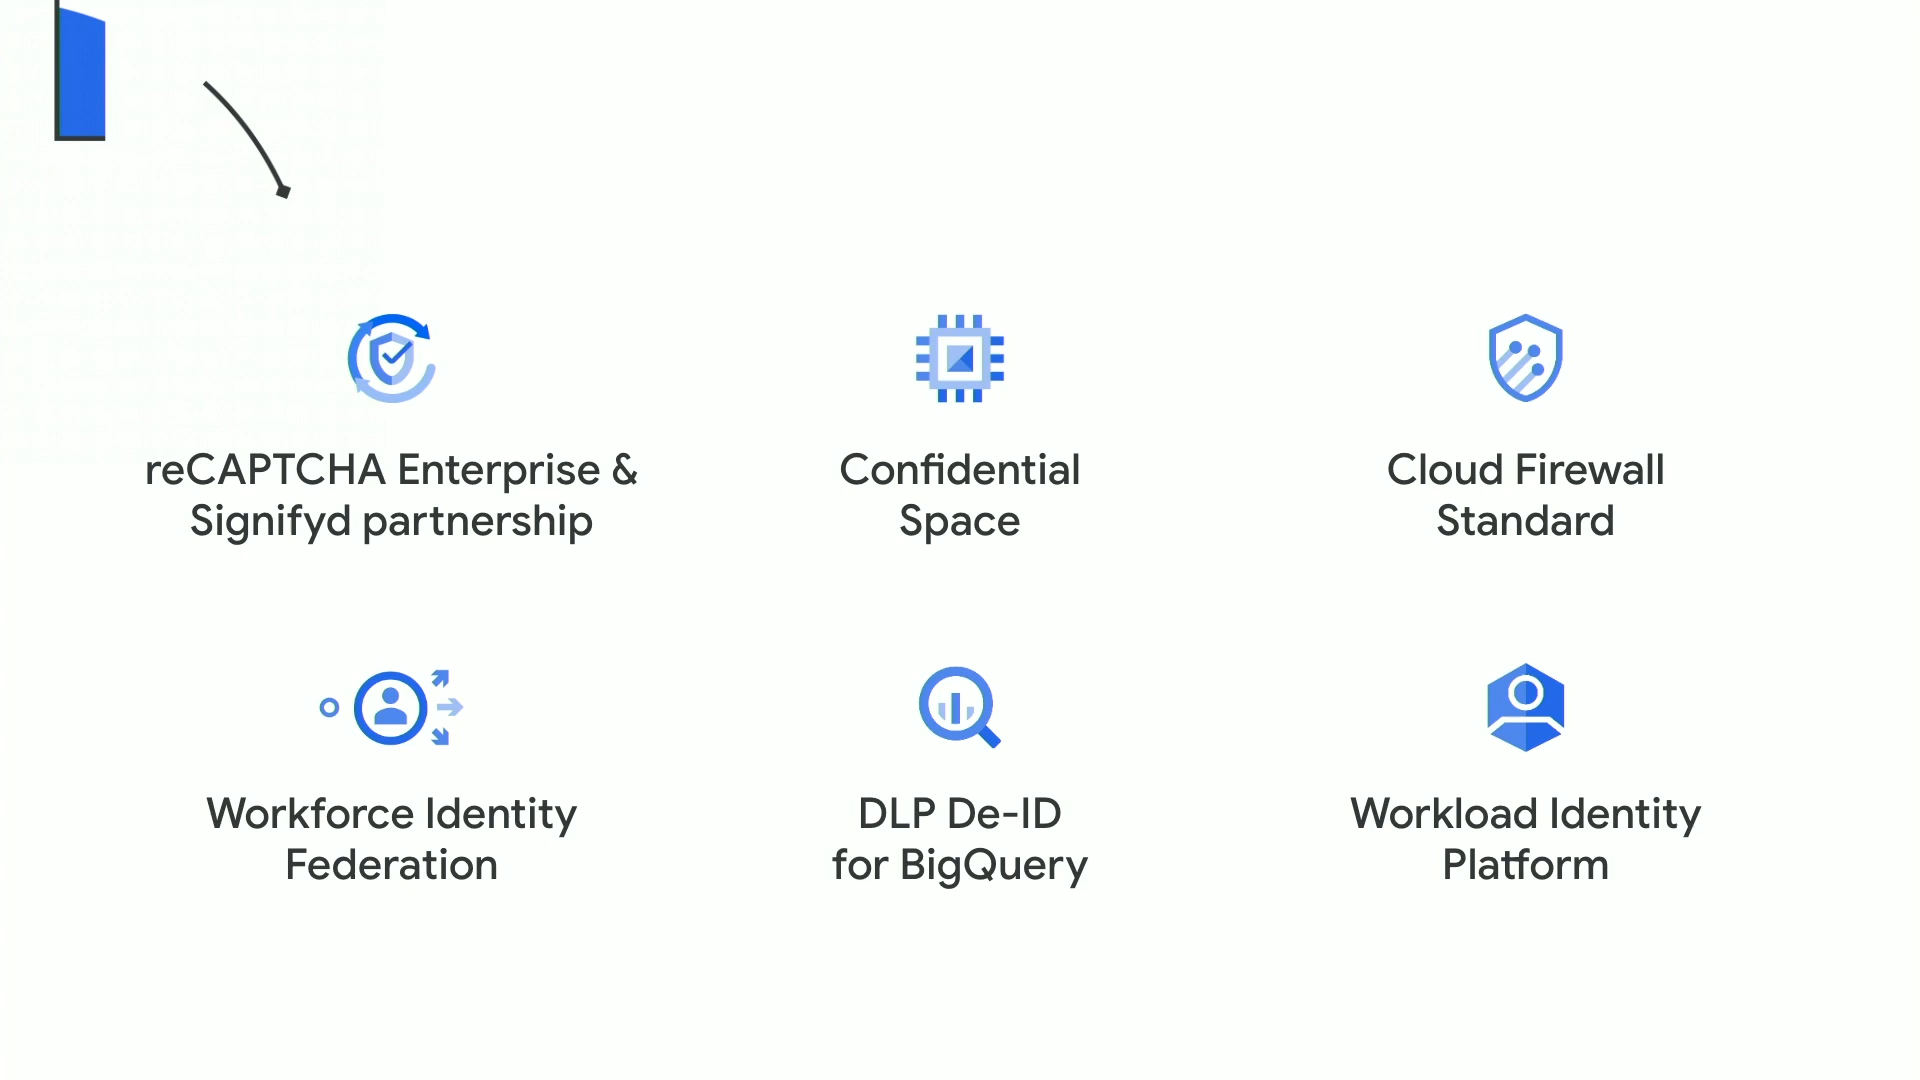 reCAPTCHA Enterprise &
Signifyd partnership
Confidential
Space
Cloud Firewall
Standard
Workforce Identity
Federation
DLP De-ID
for BigQuery
Workload Identity
Platform